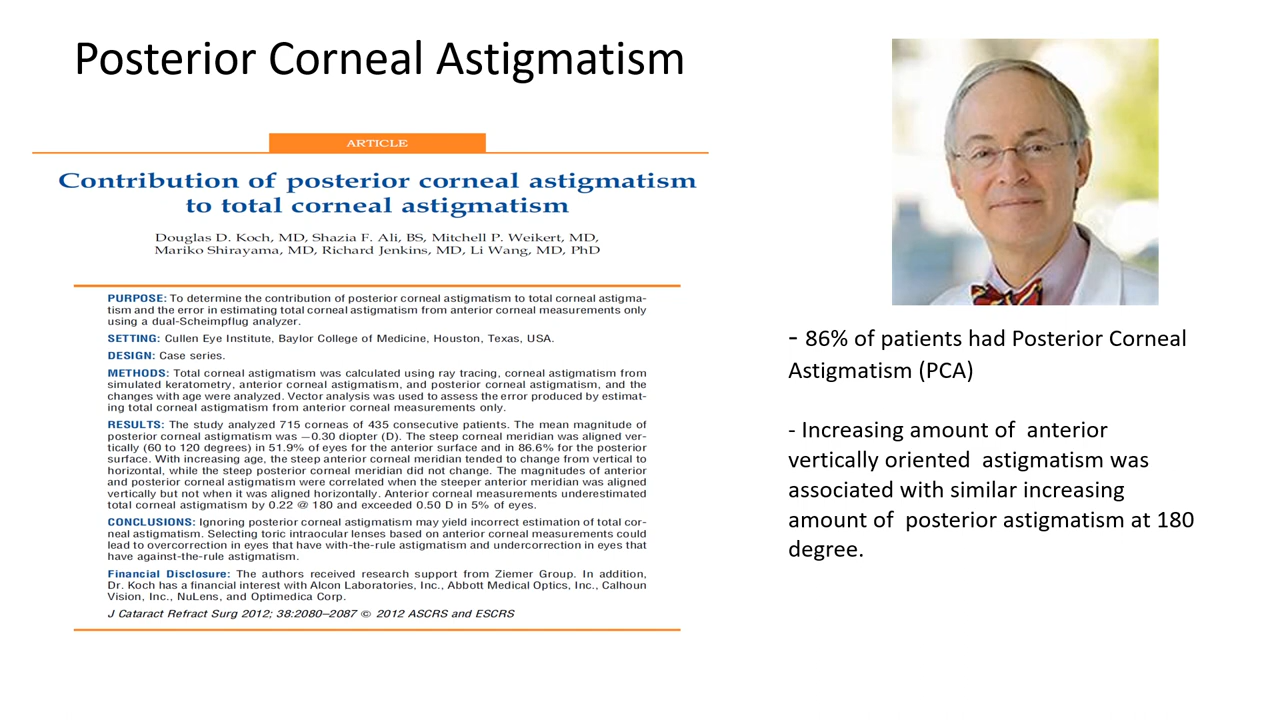 Posterior Corneal Astigmatism
ARTICLE
Contribution of posterior corneal astigmatism
to total corneal astigmatism
Douglas D. Koch, MD, Shazia F. Ali, BS, Mitchell P. Weikert, MD,
Mariko Shirayama, MD, Richard Jenkins, MD, Li Wang, MD, PhD
PURPOSE: To determine the contribution of posterior corneal astigmatism to total corneal astigma-
tism and the error in estimating total corneal astigmatism from anterior corneal measurements only
using a dual-Scheimpflug analyzer.
SETTING: Cullen Eye Institute, Baylor College of Medicine, Houston, Texas, USA.
DESIGN: Case series.
METHODS: Total corneal astigmatism was calculated using ray tracing, corneal astigmatism from
simulated keratometry, anterior corneal astigmatism, and posterior corneal astigmatism, and the
changes with age were analyzed. Vector analysis was used to assess the error produced by estimat-
ing total corneal astigmatism from anterior corneal measurements only.
RESULTS: The study analyzed 715 corneas of 435 consecutive patients. The mean magnitude of
posterior corneal astigmatism was −0.30 diopter (D). The steep corneal meridian was aligned ver-
tically (60 to 120 degrees) in 51.9% of eyes for the anterior surface and in 86.6% for the posterior
surface. With increasing age, the steep anterior corneal meridian tended to change from vertical to
horizontal, while the steep posterior corneal meridian did not change. The magnitudes of anterior
and posterior corneal astigmatism were correlated when the steeper anterior meridian was aligned
vertically but not when it was aligned horizontally. Anterior corneal measurements underestimated
total corneal astigmatism by 0.22 @ 180 and exceeded 0.50 D in 5% of eyes.
CONCLUSIONS: Ignoring posterior corneal astigmatism may yield incorrect estimation of total cor-
neal astigmatism. Selecting toric intraocular lenses based on anterior corneal measurements could
lead to overcorrection in eyes that have with-the-rule astigmatism and undercorrection in eyes that
have against-the-rule astigmatism.
Financial Disclosure: The authors received research support from Ziemer Group. In addition,
Dr. Koch has a financial interest with Alcon Laboratories, Inc., Abbott Medical Optics, Inc., Calhoun
Vision, Inc., NuLens, and Optimedica Corp.
J Cataract Refract Surg 2012; 38:2080–2087 © 2012 ASCRS and ESCRS
- 86% of patients had Posterior Corneal
Astigmatism (PCA)
- Increasing amount of anterior
vertically oriented astigmatism was
associated with similar increasing
amount of posterior astigmatism at 180
degree.